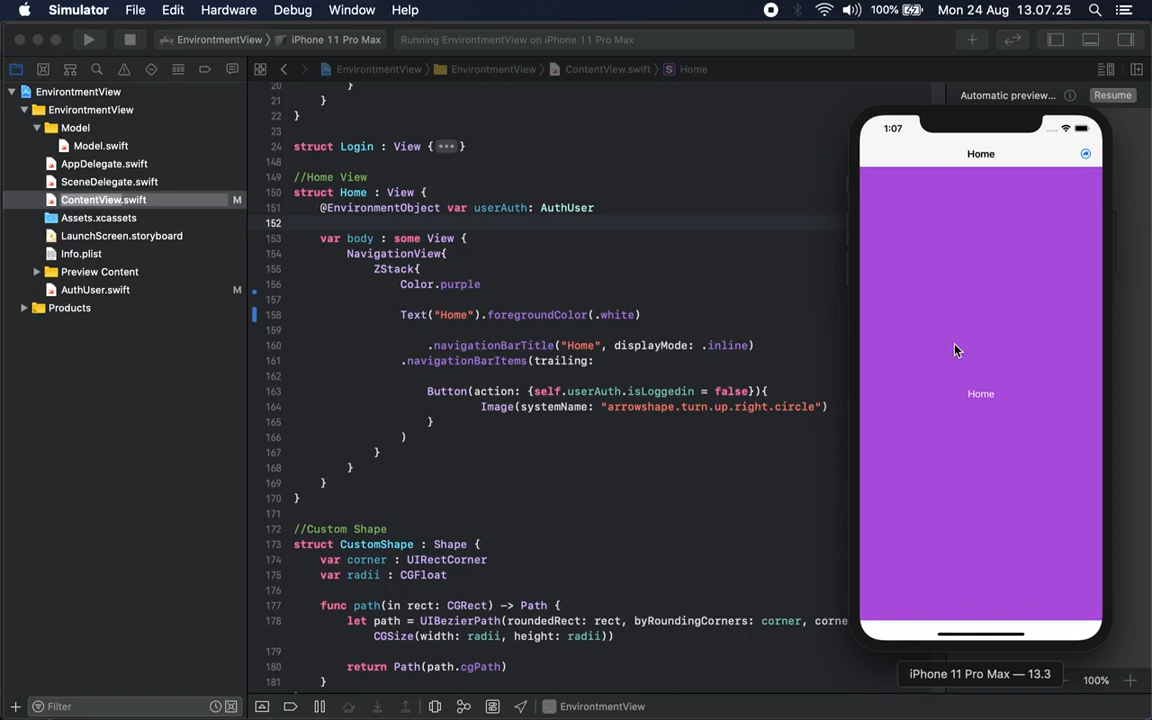 Simulator File Edit Hardware Debug Window Help 100% Mon 24 Aug 13.07.25
EnvirontmentView 〉 iPhone 11 Pro Max Running EnvirontmentView on iPhone 11 Pro Max
EnvirontmentView 〉 EnvirontmentView 〉 ContentView.swift 〉 S Home
EnvirontmentView
EnvirontmentView
Model
Model.swift
AppDelegate.swift
SceneDelegate.swift
ContentView.swift M
Assets.xcassets
LaunchScreen.storyboard
Info.plist
Preview Content
AuthUser.swift M
Products
Filter
20 }
21 }
22 }
23
24 struct Login : View { ••• }
148
149 //Home View
150 struct Home : View {
151 @EnvironmentObject var userAuth: AuthUser
152
153 var body : some View {
154 NavigationView{
155 ZStack{
156 Color.purple
157
158 Text("Home").foregroundColor(.white)
159
160 .navigationBarTitle("Home", displayMode: .inline)
161 .navigationBarItems(trailing:
162
163 Button(action: {self.userAuth.isLoggedin = false}){
164 Image(systemName: "arrowshape.turn.up.right.circle")
165 }
166 )
167 }
168 }
169 }
170 }
171
172 //Custom Shape
173 struct CustomShape : Shape {
174 var corner : UIRectCorner
175 var radii : CGFloat
176
177 func path(in rect: CGRect) -> Path {
178 let path = UIBezierPath(roundedRect: rect, byRoundingCorners: corner, corne
CGSize(width: radii, height: radii))
179
180 return Path(path.cgPath)
181 }
EnvirontmentView
Automatic preview... Resume
1:07
Home
Home
iPhone 11 Pro Max — 13.3
100%